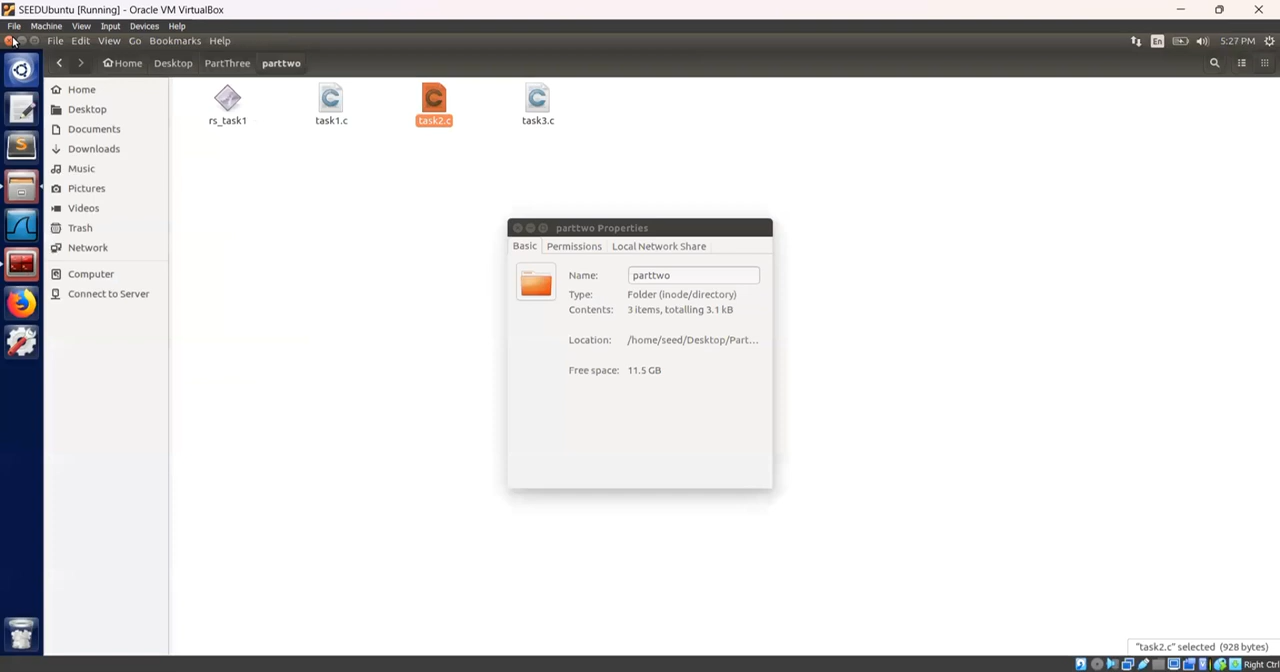 SEEDUbuntu [Running] - Oracle VM VirtualBox
File Machine View Input Devices Help
File Edit View Go Bookmarks Help
En
5:27 PM
Home
Desktop
PartThree
parttwo
Home
Desktop
Documents
Downloads
Music
Pictures
Videos
Trash
Network
Computer
Connect to Server
rs_task1
task1.c
task2.c
task3.c
parttwo Properties
Basic
Permissions
Local Network Share
Name: parttwo
Type: Folder (inode/directory)
Contents: 3 items, totalling 3.1 kB
Location: /home/seed/Desktop/Part...
Free space: 11.5 GB
"task2.c" selected (928 bytes)
Right Ctrl